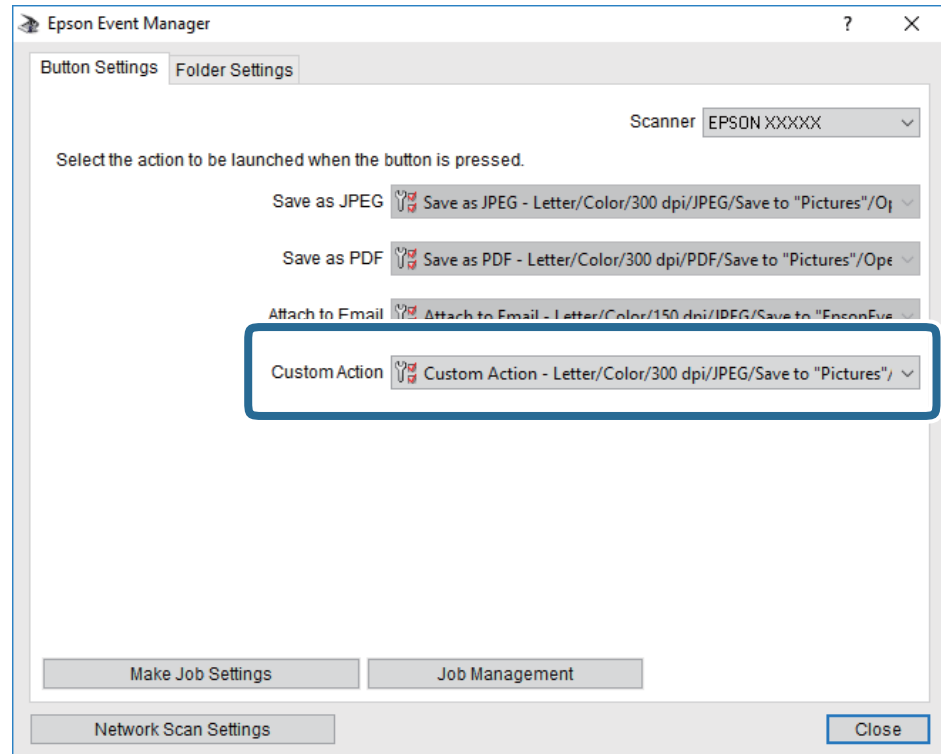 Epson Event Manager
Button Settings Folder Settings
Scanner EPSON XXXXX
Select the action to be launched when the button is pressed.
Save as JPEG Save as JPEG - Letter/Color/300 dpi/JPEG/Save to "Pictures"/Op
Save as PDF Save as PDF - Letter/Color/300 dpi/PDF/Save to "Pictures"/Ope
Attach to Email Attach to Email - Letter/Color/150 dpi/JPEG/Save to "EpsonEve
Custom Action Custom Action - Letter/Color/300 dpi/JPEG/Save to "Pictures"/
Make Job Settings Job Management
Network Scan Settings Close